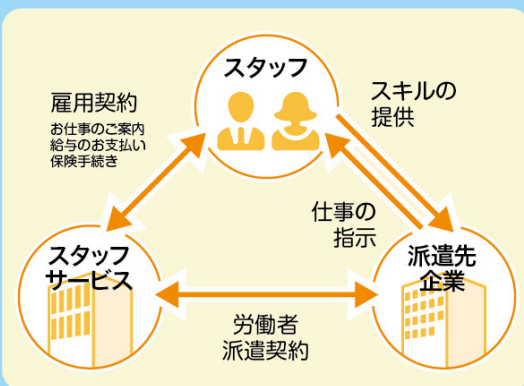 スタッフ
雇用契約
お仕事のご案内
給与のお支払い
保険手続き
スキルの
提供
仕事の
指示
スタッフ
サービス
派遣先
企業
労働者
派遣契約